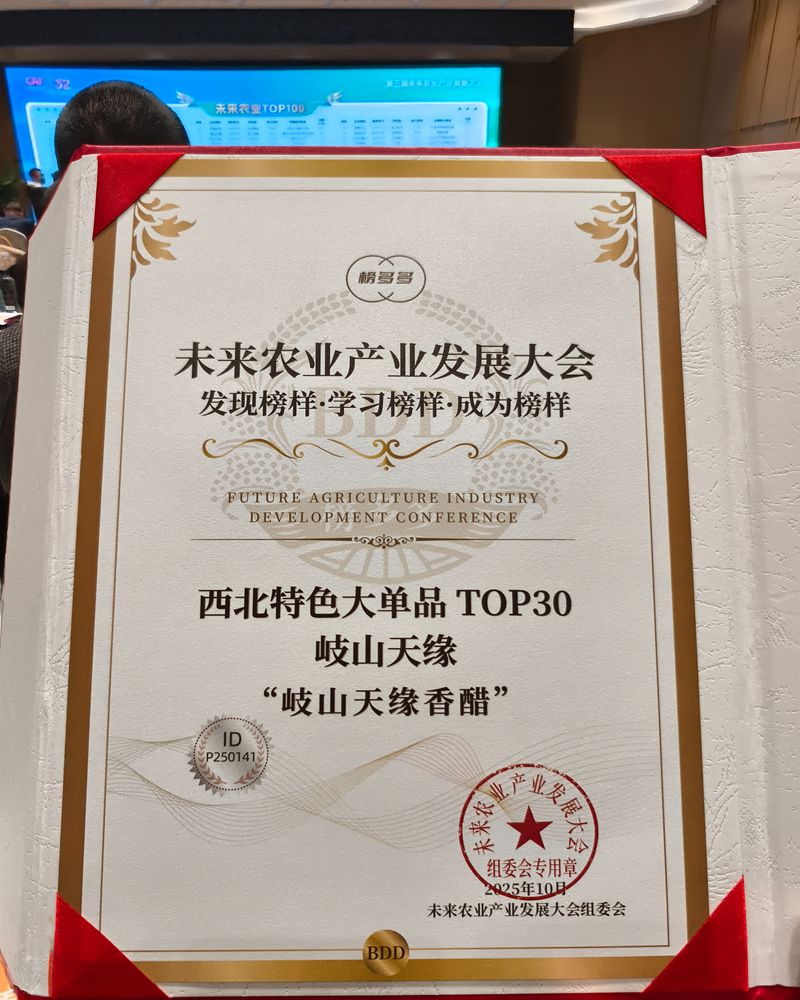 未来农业TOP100
榜多多
未来农业产业发展大会
发现榜样·学习榜样·成为榜样
BDD
FUTURE AGRICULTURE INDUSTRY
DEVELOPMENT CONFERENCE
西北特色大单品 TOP30
岐山天缘
“岐山天缘香醋”
ID
P250141
未来农业产业发展大会
组委会专用章
2025年10月
未来农业产业发展大会组委会
BDD